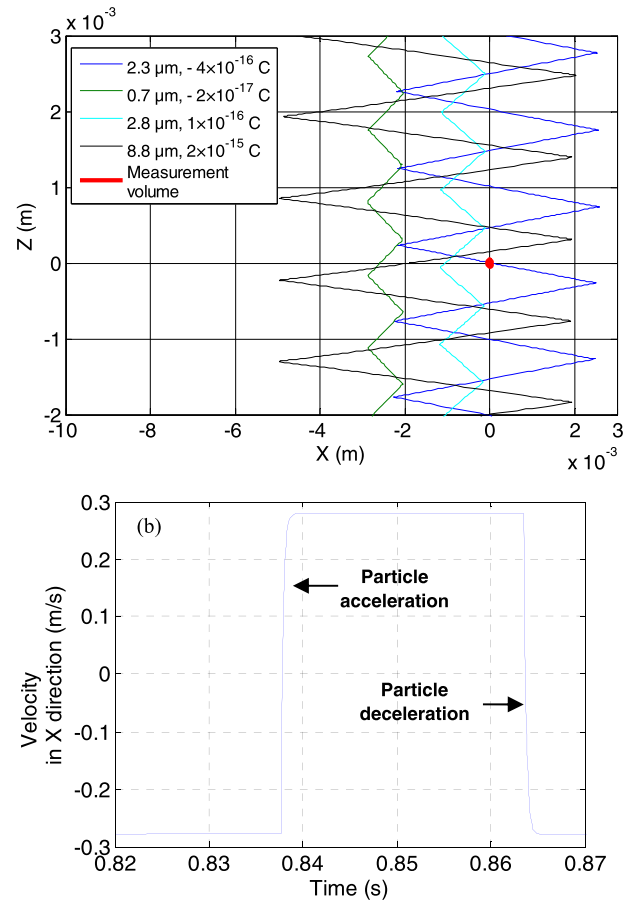 x 10-3
3
2
1
0
-1
-2
Z (m)
2.3 µm, - 4×10-16 C
0.7 µm, - 2×10-17 C
2.8 µm, 1×10-16 C
8.8 µm, 2×10-15 C
Measurement
volume
-10 -8 -6 -4 -2 0 2 3
X (m)
x 10-3
(b)
0.3
0.2
0.1
0
-0.1
-0.2
-0.3
Velocity
in X direction (m/s)
Particle
acceleration
Particle
deceleration
0.82 0.83 0.84 0.85 0.86 0.87
Time (s)